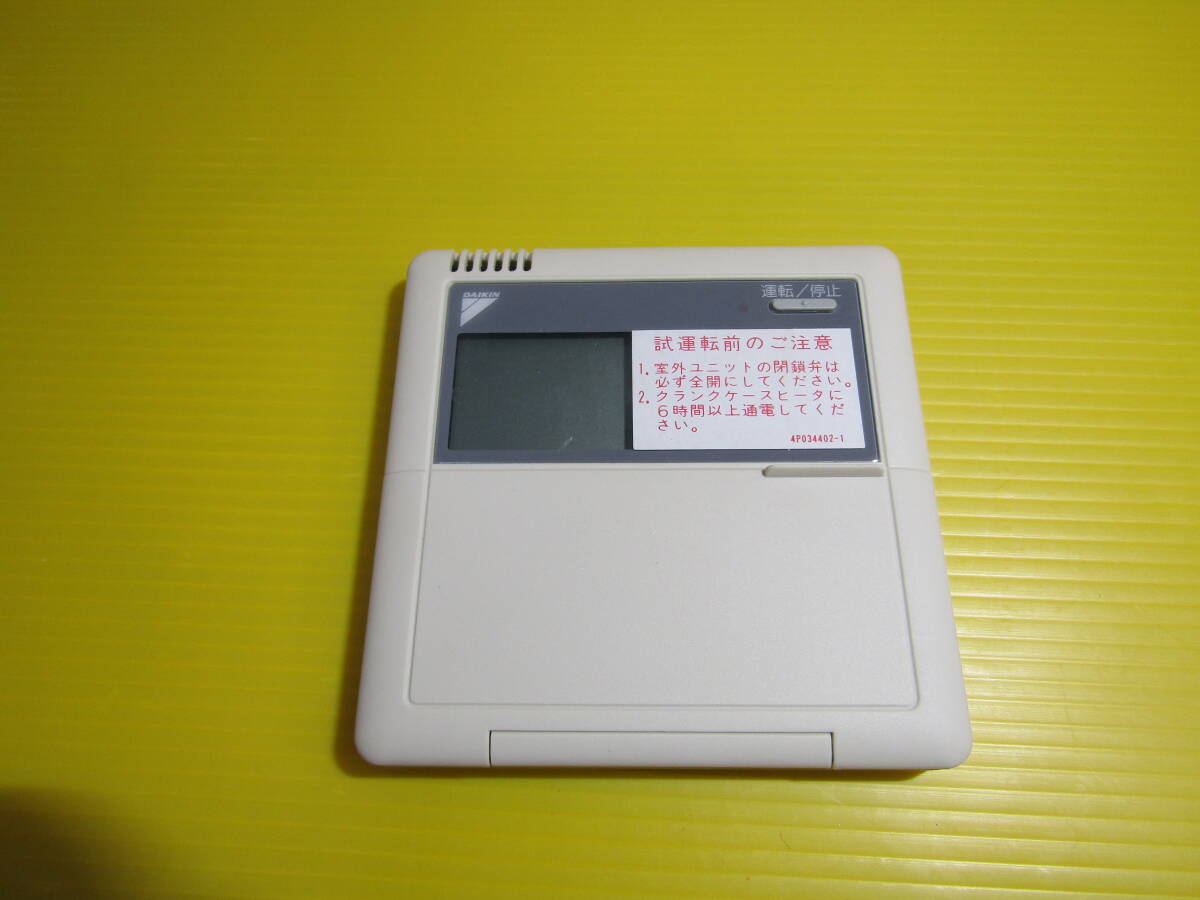 DAIKIN
運転/停止
試運転前のご注意
1. 室外ユニットの閉鎖弁は
必ず全開にしてください。
2. クランクケースヒータに
6時間以上通電してくだ
さい。
4P034402-1